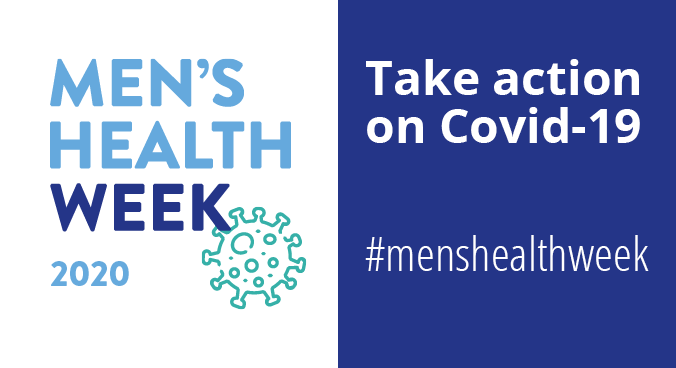 MEN'S
HEALTH
WEEK
2020
Take action
on Covid-19
#menshealthweek